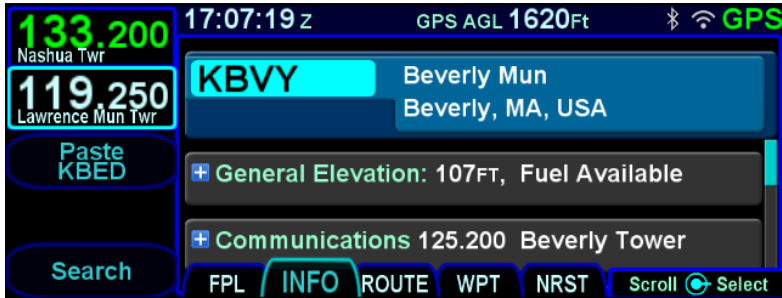 133.200
Nashua Twr
17:07:19 Z GPS AGL 1620Ft GPS
119.250
Lawrence Mun Twr
KBVY
Beverly Mun
Beverly, MA, USA
Paste
KBED
General Elevation: 107FT, Fuel Available
Communications 125.200 Beverly Tower
Search
FPL INFO ROUTE WPT NRST Scroll Select